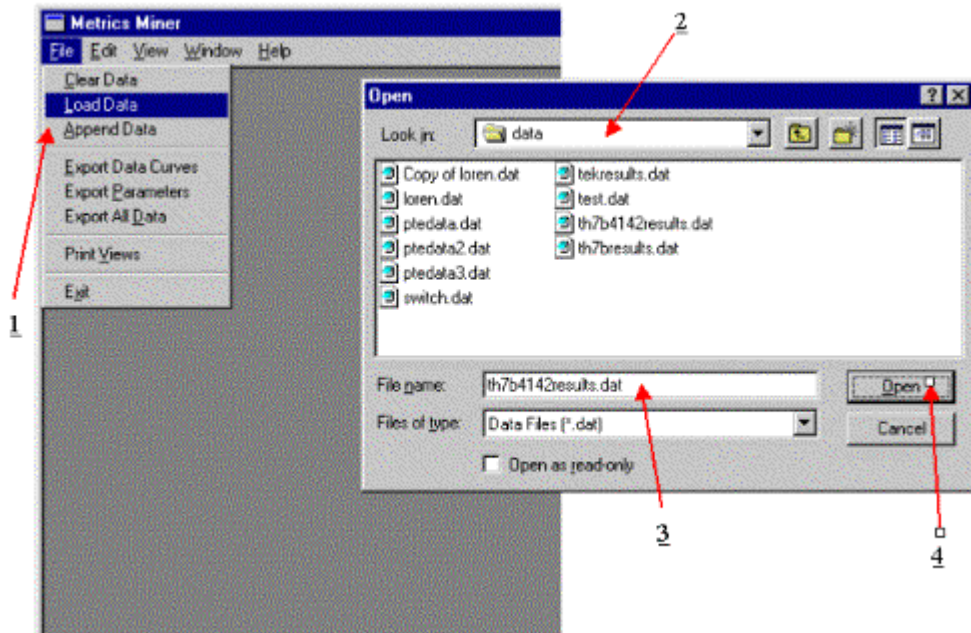 Metrics Miner
File Edit View Window Help
Clear Data
Load Data
Append Data
Export Data Curves
Export Parameters
Export All Data
Print Views
Exit
1
2
Open
Look in: data
Copy of loren.dat
loren.dat
ptedata.dat
ptedata2.dat
ptedata3.dat
switch.dat
tekresults.dat
test.dat
th7b4142results.dat
th7bresults.dat
File name: th7b4142results.dat
Open
Files of type: Data Files (*.dat)
Cancel
Open as read-only
3
4